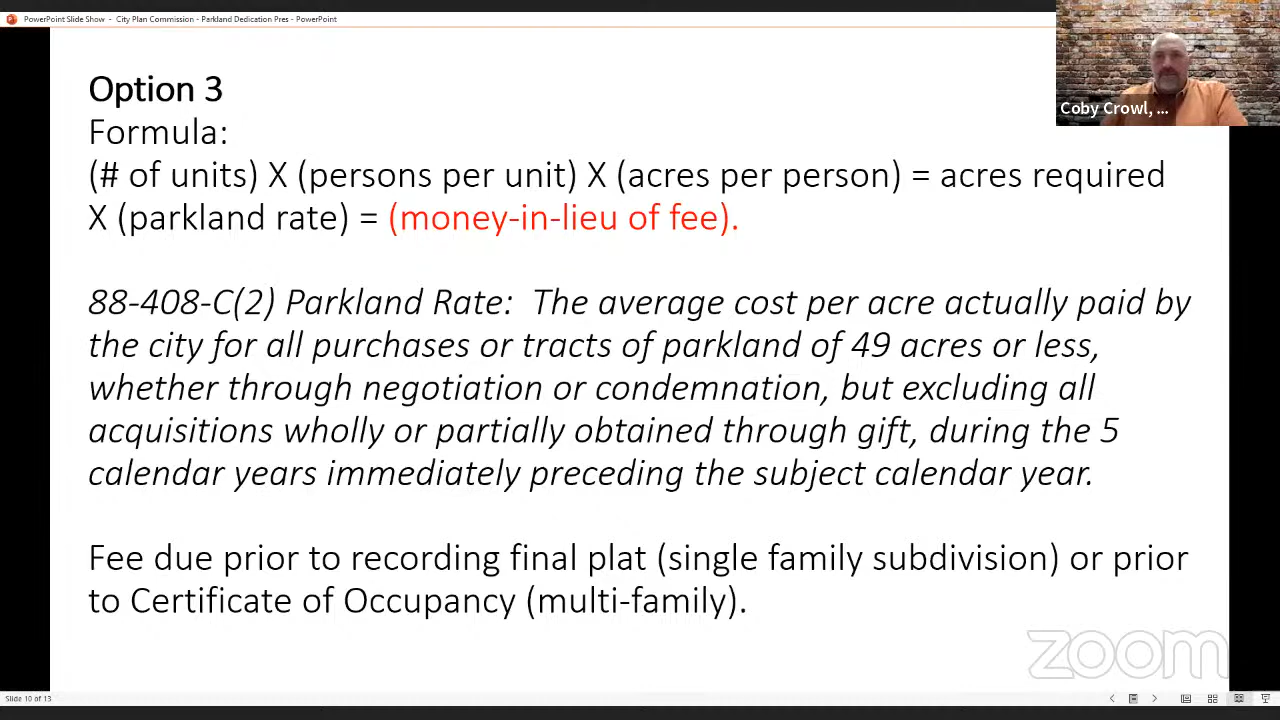 PowerPoint Slide Show - City Plan Commission - Parkland Dedication Pres - PowerPoint
Coby Crowl, ...
Option 3
Formula:
(# of units) X (persons per unit) X (acres per person) = acres required
X (parkland rate) = (money-in-lieu of fee).
88-408-C(2) Parkland Rate: The average cost per acre actually paid by
the city for all purchases or tracts of parkland of 49 acres or less,
whether through negotiation or condemnation, but excluding all
acquisitions wholly or partially obtained through gift, during the 5
calendar years immediately preceding the subject calendar year.
Fee due prior to recording final plat (single family subdivision) or prior
to Certificate of Occupancy (multi-family).
zoom
Slide 10 of 13